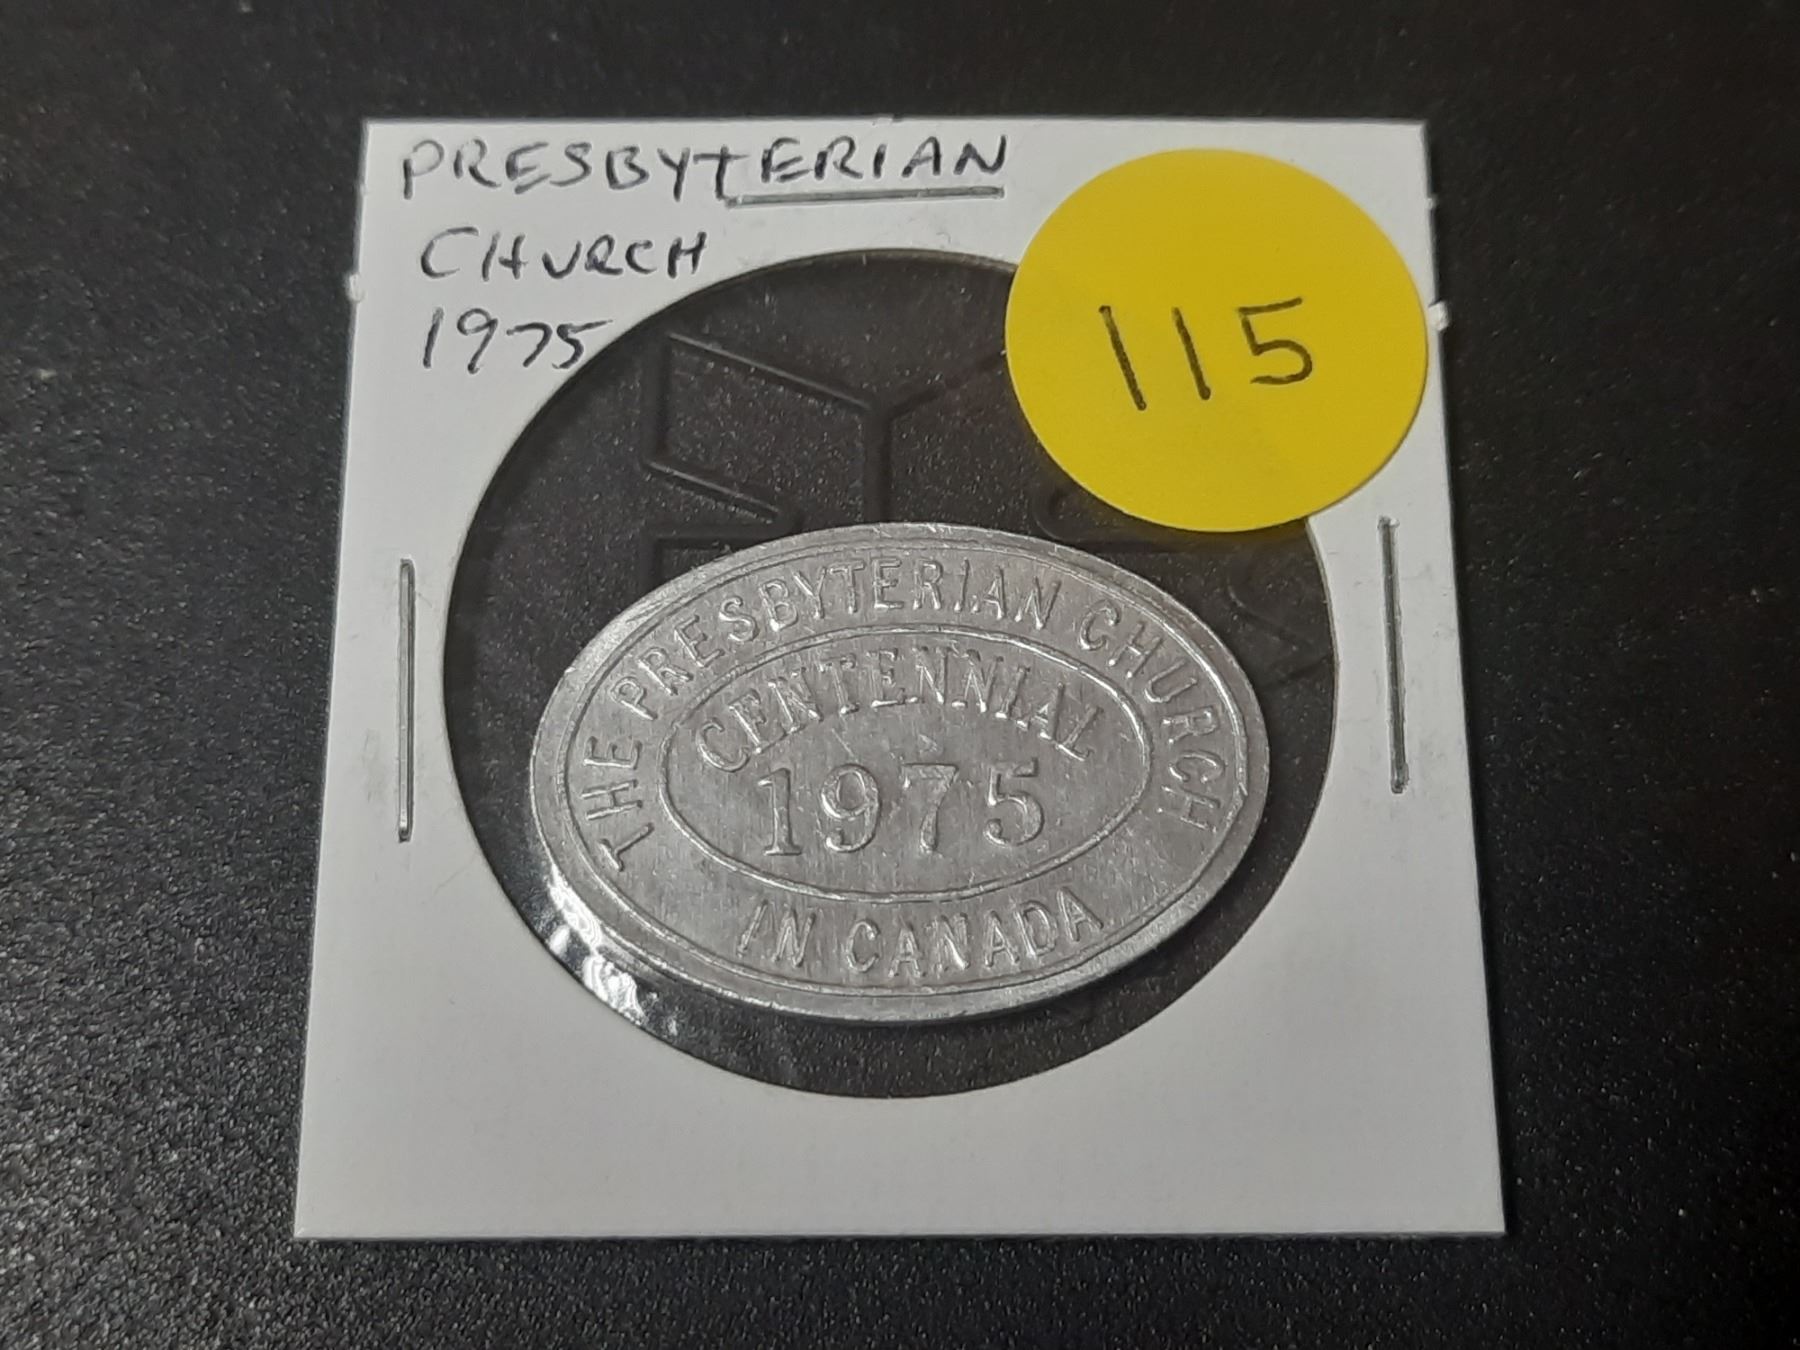 PRESBYTERIAN
CHURCH
1975
115
THE PRESBYTERIAN CHURCH
CENTENNIAL
1975
IN CANADA